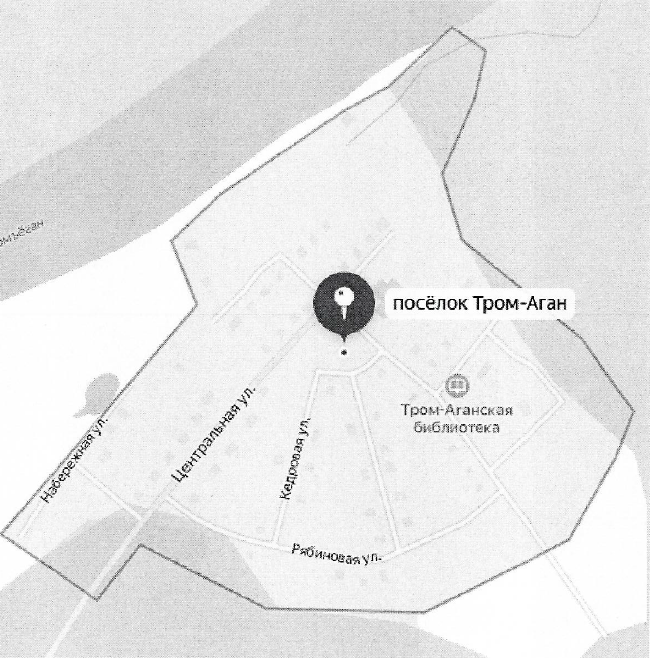 посёлок Тром-Аган
Тром-Аганская
библиотека
Центральная ул.
Набережная ул.
Кедровая ул.
Рябиновая ул.